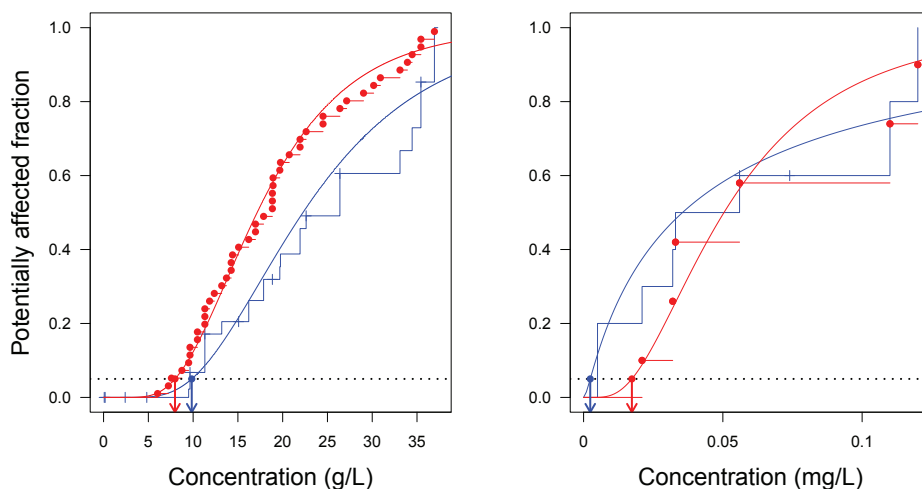 Potentially affected fraction
1.0
0.8
0.6
0.4
0.2
0.0
0 5 10 15 20 25 30 35
Concentration (g/L)
1.0
0.8
0.6
0.4
0.2
0.0
0 0.05 0.1
Concentration (mg/L)